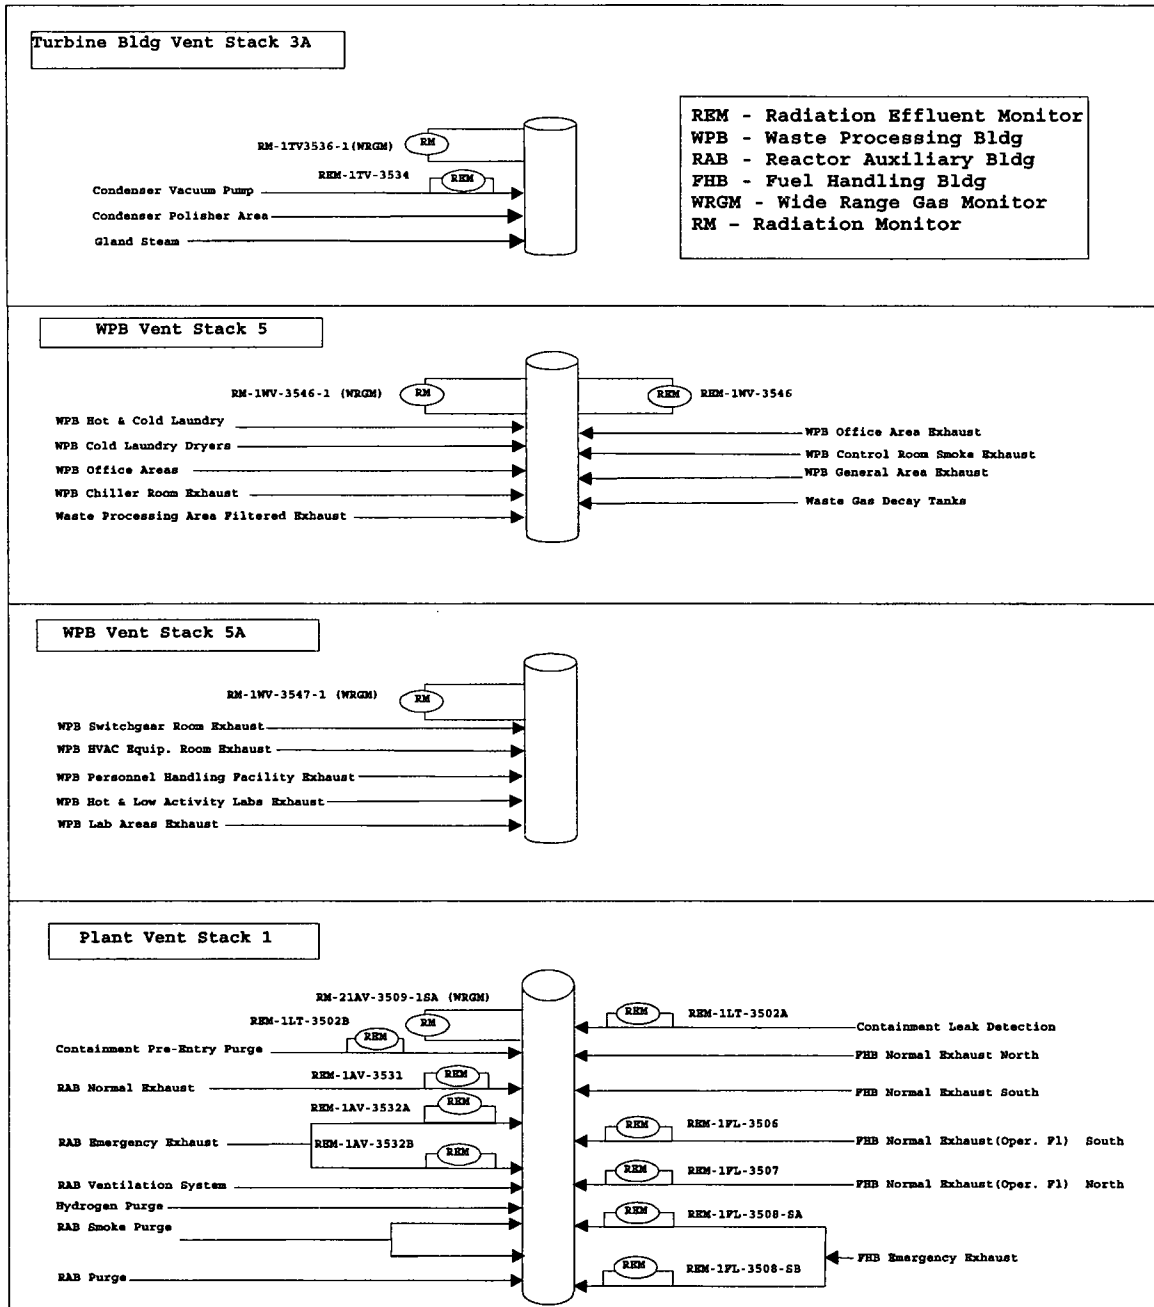 Turbine Bldg Vent Stack 3A
REM - Radiation Effluent Monitor
WPB - Waste Processing Bldg
RAB - Reactor Auxiliary Bldg
FHB - Fuel Handling Bldg
WRGM - Wide Range Gas Monitor
RM - Radiation Monitor
RM-1TV3536-1(WRGM)
RM
REM-1TV-3534
REM
Condenser Vacuum Pump
Condenser Polisher Area
Gland Steam
WPB Vent Stack 5
RM-1WV-3546-1 (WRGM)
RM
REM
REM-1WV-3546
WPB Hot & Cold Laundry
WPB Cold Laundry Dryers
WPB Office Areas
WPB Chiller Room Exhaust
Waste Processing Area Filtered Exhaust
WPB Office Area Exhaust
WPB Control Room Smoke Exhaust
WPB General Area Exhaust
Waste Gas Decay Tanks
WPB Vent Stack 5A
RM-1WV-3547-1 (WRGM)
RM
WPB Switchgear Room Exhaust
WPB HVAC Equip. Room Exhaust
WPB Personnel Handling Facility Exhaust
WPB Hot & Low Activity Labs Exhaust
WPB Lab Areas Exhaust
Plant Vent Stack 1
RM-21AV-3509-1SA (WRGM)
RM
REM-1LT-3502B
REM
Containment Pre-Entry Purge
REM-1AV-3531
REM
RAB Normal Exhaust
REM-1AV-3532A
REM
RAB Emergency Exhaust
REM-1AV-3532B
REM
RAB Ventilation System
Hydrogen Purge
RAB Smoke Purge
RAB Purge
REM
REM-1LT-3502A
Containment Leak Detection
FHB Normal Exhaust North
FHB Normal Exhaust South
REM
REM-1FL-3506
FHB Normal Exhaust(Oper. Fl) South
REM
REM-1FL-3507
FHB Normal Exhaust(Oper. Fl) North
REM
REM-1FL-3508-SA
FHB Emergency Exhaust
REM
REM-1FL-3508-SB